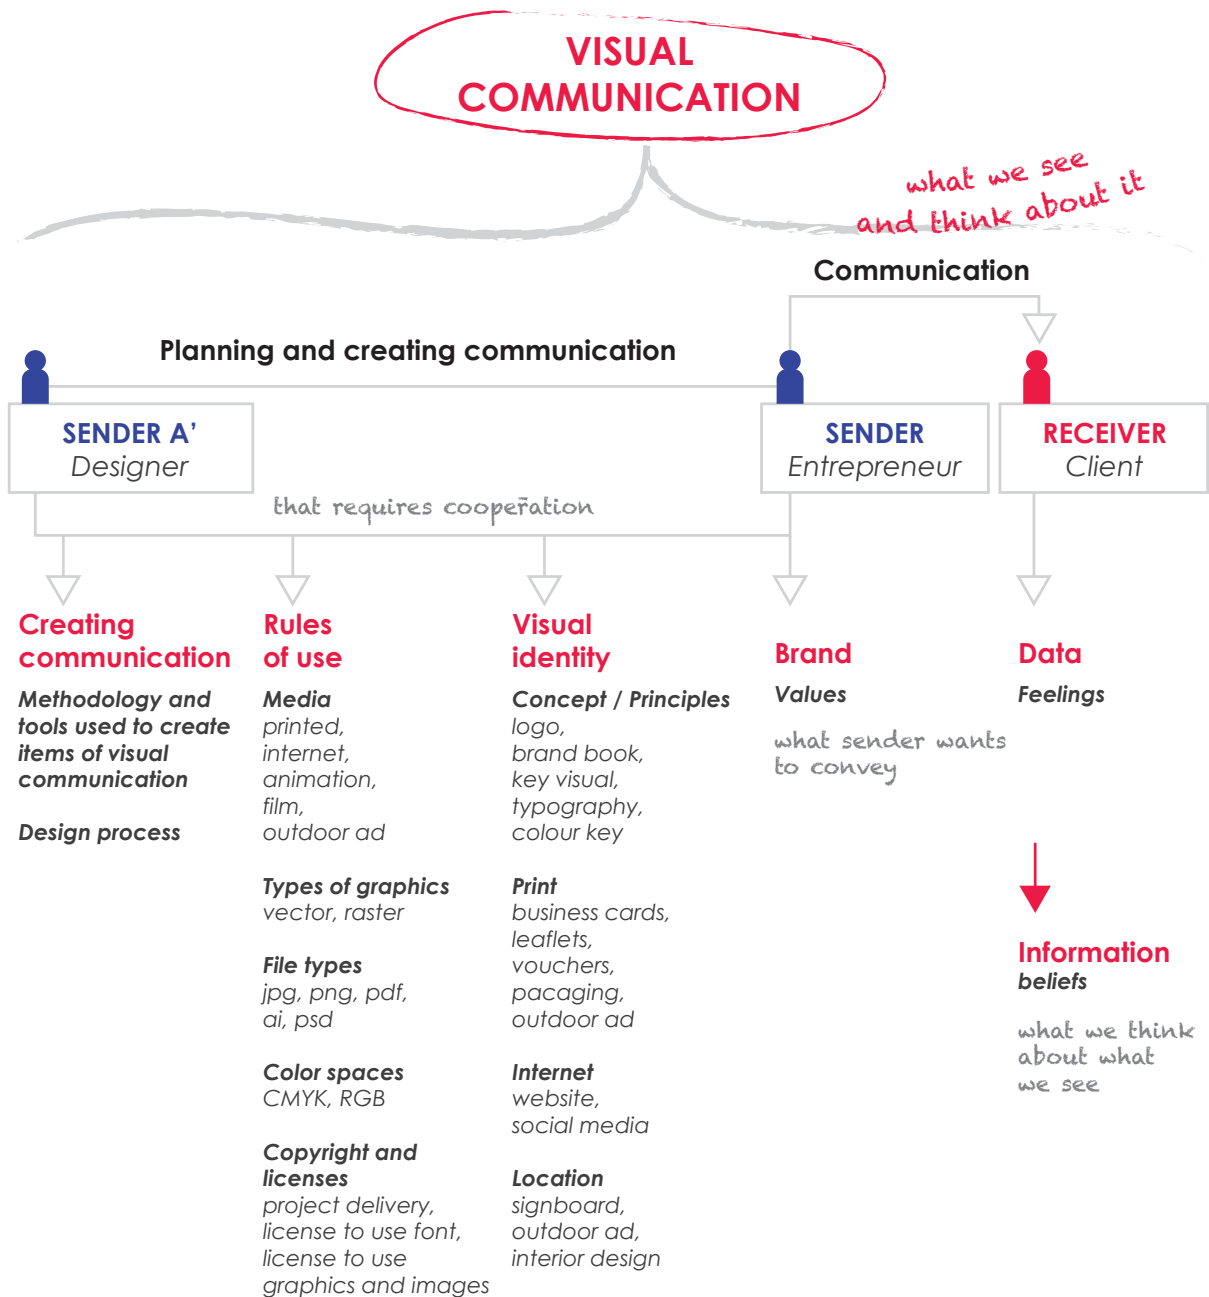 VISUAL
COMMUNICATION
what we see
and think about it
Communication
Planning and creating communication
SENDER A’
Designer
SENDER
Entrepreneur
RECEIVER
Client
that requires cooperation
Creating
communication
Methodology and
tools used to create
items of visual
communication
Design process
Rules
of use
Media
printed,
internet,
animation,
film,
outdoor ad
Types of graphics
vector, raster
File types
jpg, png, pdf,
ai, psd
Color spaces
CMYK, RGB
Copyright and
licenses
project delivery,
license to use font,
license to use
graphics and images
Visual
identity
Concept / Principles
logo,
brand book,
key visual,
typography,
colour key
Print
business cards,
leaflets,
vouchers,
pacaging,
outdoor ad
Internet
website,
social media
Location
signboard,
outdoor ad,
interior design
Brand
Values
what sender wants
to convey
Data
Feelings
Information
beliefs
what we think
about what
we see